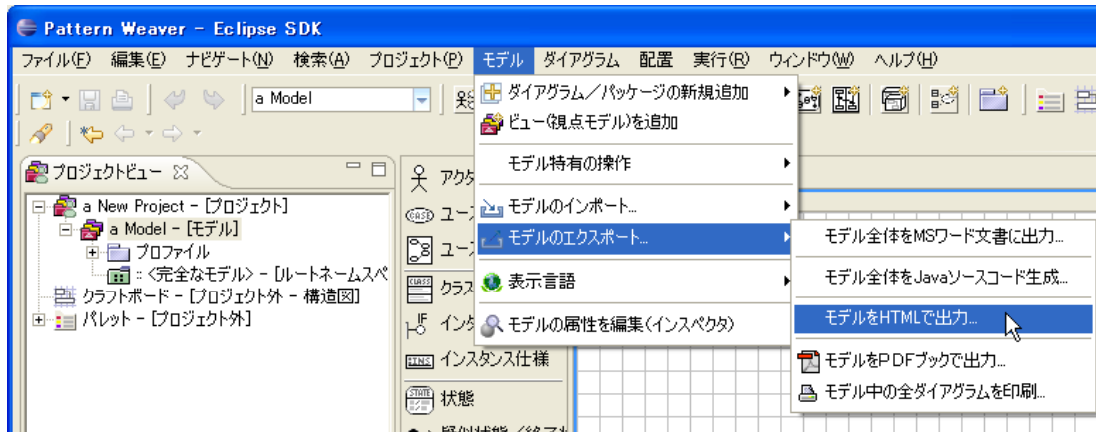 Pattern Weaver - Eclipse SDK
ファイル(F) 編集(E) ナビゲート(N) 検索(A) プロジェクト(P) モデル ダイアグラム 配置 実行(R) ウィンドウ(W) ヘルプ(H)
a Model
ダイアグラム／パッケージの新規追加
ビュー(視点モデル)を追加
モデル特有の操作
モデルのインポート...
モデルのエクスポート...
表示言語
モデルの属性を編集(インスペクタ)
モデル全体をMSワード文書に出力...
モデル全体をJavaソースコード生成...
モデルをHTMLで出力...
モデルをPDFブックで出力...
モデル中の全ダイアグラムを印刷...
プロジェクトビュー
a New Project - [プロジェクト]
a Model - [モデル]
プロファイル
:: <完全なモデル> - [ルートネームスペ
クラフトボード - [プロジェクト外 - 構造図]
パレット - [プロジェクト外]
アクタ
CASE ユー
ユー
CLASS クラス
IF インタ
:INS インスタンス仕様
STATE 状態